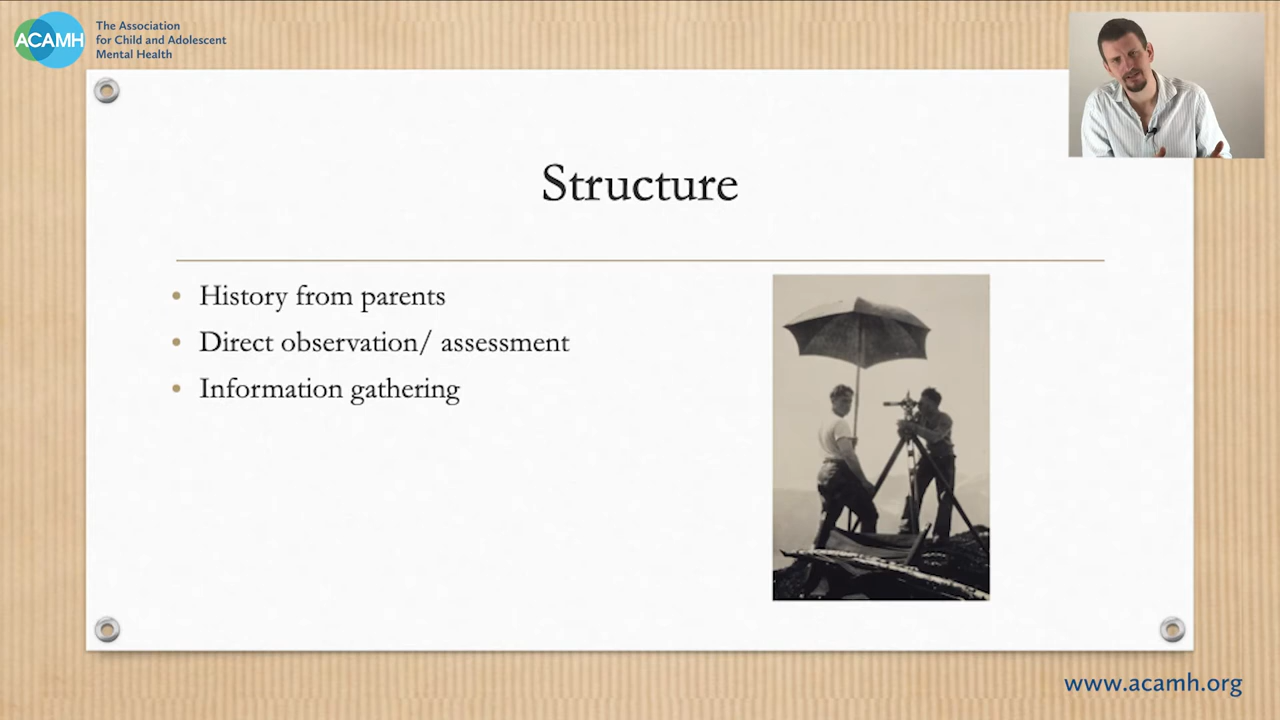 ACAMH
The Association
for Child and Adolescent
Mental Health
Structure
• History from parents
• Direct observation/ assessment
• Information gathering
www.acamh.org